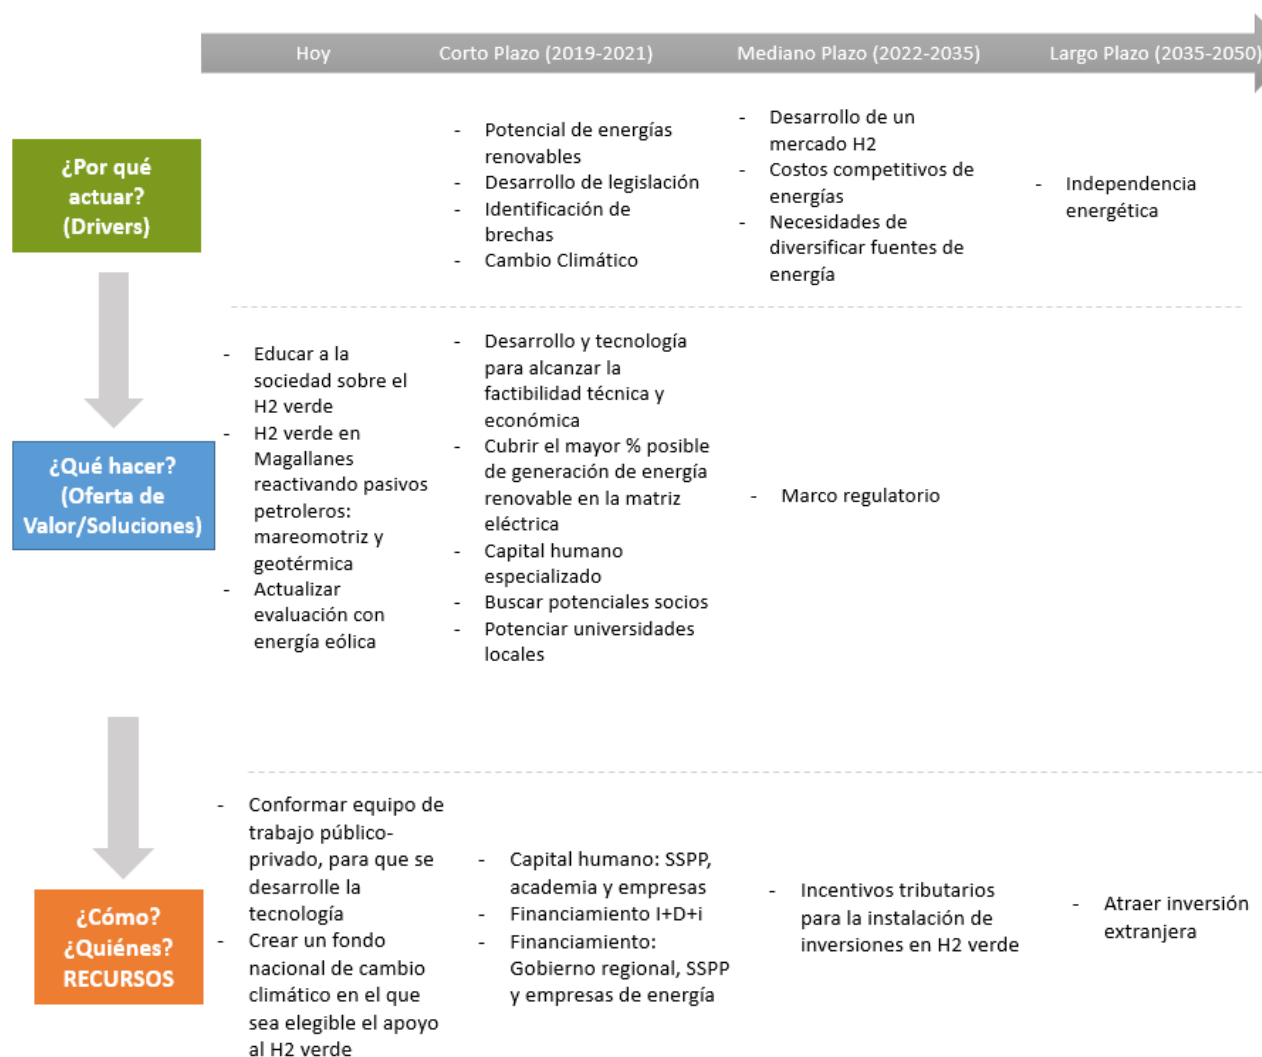 Hoy
Corto Plazo (2019-2021)
Mediano Plazo (2022-2035)
Largo Plazo (2035-2050)
¿Por qué
actuar?
(Drivers)
- Potencial de energías
renovables
- Desarrollo de legislación
- Identificación de
brechas
- Cambio Climático
- Desarrollo de un
mercado H2
- Costos competitivos de
energías
- Necesidades de
diversificar fuentes de
energía
- Independencia
energética
¿Qué hacer?
(Oferta de
Valor/Soluciones)
- Educar a la
sociedad sobre el
H2 verde
- H2 verde en
Magallanes
reactivando pasivos
petroleros:
mareomotriz y
geotérmica
- Actualizar
evaluación con
energía eólica
- Desarrollo y tecnología
para alcanzar la
factibilidad técnica y
económica
- Cubrir el mayor % posible
de generación de energía
renovable en la matriz
eléctrica
- Capital humano
especializado
- Buscar potenciales socios
- Potenciar universidades
locales
- Marco regulatorio
¿Cómo?
¿Quiénes?
RECURSOS
- Conformar equipo de
trabajo público-
privado, para que se
desarrolle la
tecnología
- Crear un fondo
nacional de cambio
climático en el que
sea elegible el apoyo
al H2 verde
- Capital humano: SSPP,
academia y empresas
- Financiamiento I+D+i
- Financiamiento:
Gobierno regional, SSPP
y empresas de energía
- Incentivos tributarios
para la instalación de
inversiones en H2 verde
- Atraer inversión
extranjera